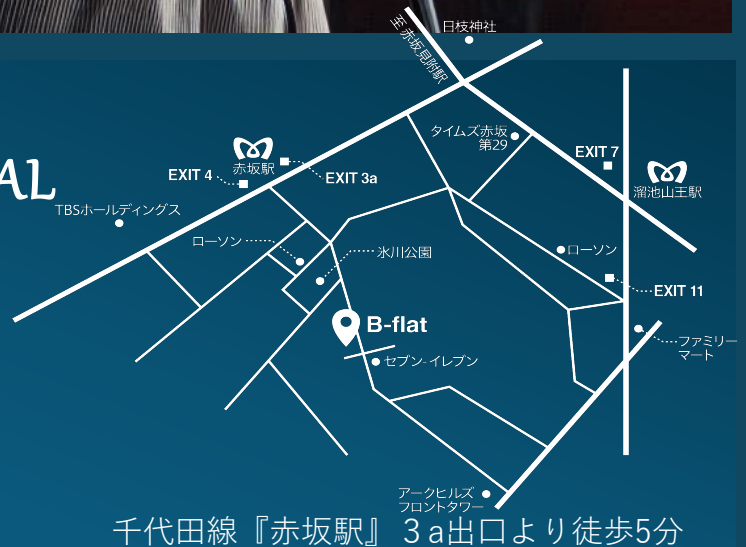 至 赤坂見附駅
日枝神社
タイムズ赤坂
第29
EXIT 7
溜池山王駅
赤坂駅
EXIT 4
EXIT 3a
AL
TBSホールディングス
ローソン
氷川公園
ローソン
EXIT 11
B-flat
ファミリー
マート
セブン-イレブン
アークヒルズ
フロントタワー
千代田線『赤坂駅』３a出口より徒歩5分